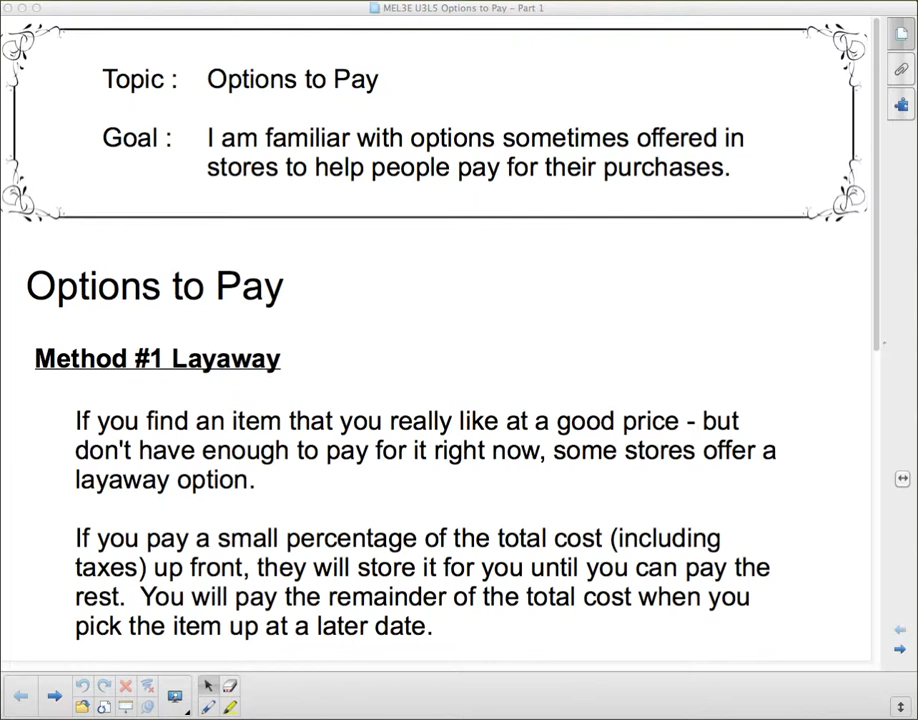 MEL3E U3L5 Options to Pay – Part 1
Topic : Options to Pay
Goal : I am familiar with options sometimes offered in
stores to help people pay for their purchases.
Options to Pay
Method #1 Layaway
If you find an item that you really like at a good price - but
don't have enough to pay for it right now, some stores offer a
layaway option.
If you pay a small percentage of the total cost (including
taxes) up front, they will store it for you until you can pay the
rest. You will pay the remainder of the total cost when you
pick the item up at a later date.